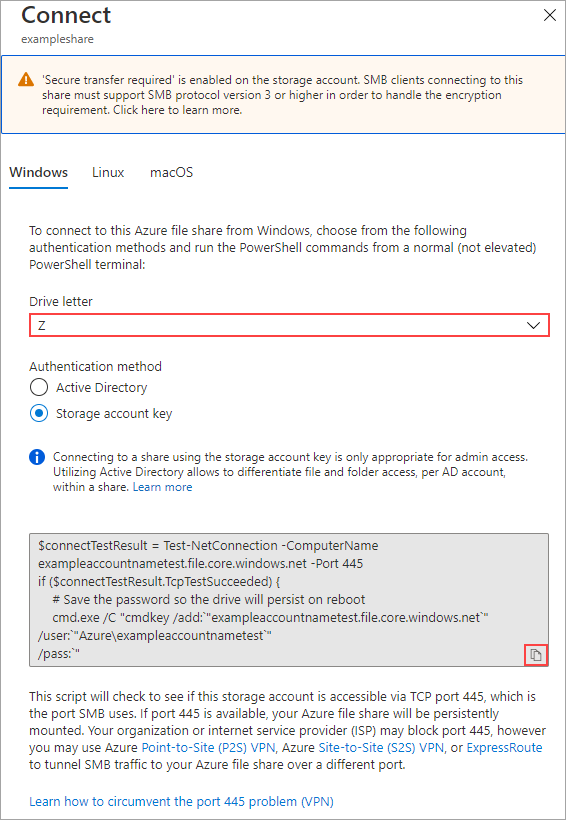 Connect
exampleshare
'Secure transfer required' is enabled on the storage account. SMB clients connecting to this
share must support SMB protocol version 3 or higher in order to handle the encryption
requirement. Click here to learn more.
Windows Linux macOS
To connect to this Azure file share from Windows, choose from the following
authentication methods and run the PowerShell commands from a normal (not elevated)
PowerShell terminal:
Drive letter
Z
Authentication method
Active Directory
Storage account key
Connecting to a share using the storage account key is only appropriate for admin access.
Utilizing Active Directory allows to differentiate file and folder access, per AD account,
within a share. Learn more
$connectTestResult = Test-NetConnection -ComputerName
exampleaccountnametest.file.core.windows.net -Port 445
if ($connectTestResult.TcpTestSucceeded) {
# Save the password so the drive will persist on reboot
cmd.exe /C "cmdkey /add:`"exampleaccountnametest.file.core.windows.net`"
/user:`"Azure\exampleaccountnametest`"
/pass:`"
This script will check to see if this storage account is accessible via TCP port 445, which is
the port SMB uses. If port 445 is available, your Azure file share will be persistently
mounted. Your organization or internet service provider (ISP) may block port 445, however
you may use Azure Point-to-Site (P2S) VPN, Azure Site-to-Site (S2S) VPN, or ExpressRoute
to tunnel SMB traffic to your Azure file share over a different port.
Learn how to circumvent the port 445 problem (VPN)